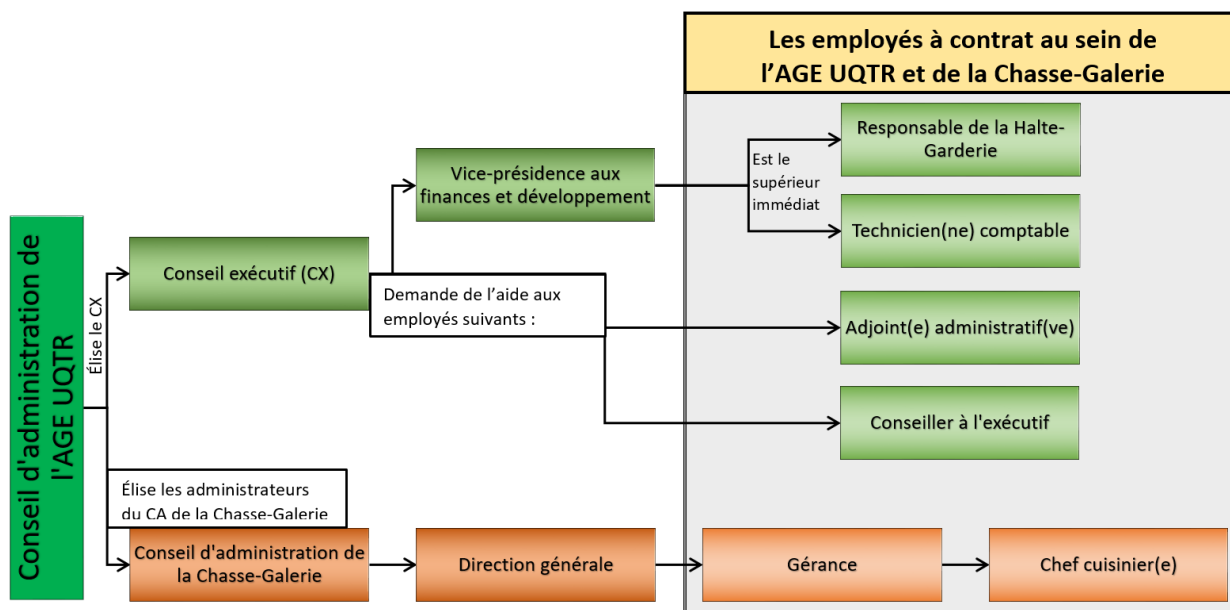 Les employés à contrat au sein de
l'AGE UQTR et de la Chasse-Galerie
Responsable de la Halte-
Garderie
Vice-présidence aux
finances et développement
Est le
supérieur
immédiat
Technicien(ne) comptable
Conseil d'administration de
l'AGE UQTR
Élise le CX
Conseil exécutif (CX)
Demande de l'aide aux
employés suivants :
Adjoint(e) administratif(ve)
Conseiller à l'exécutif
Élise les administrateurs
du CA de la Chasse-Galerie
Conseil d'administration de
la Chasse-Galerie
Direction générale
Gérance
Chef cuisinier(e)